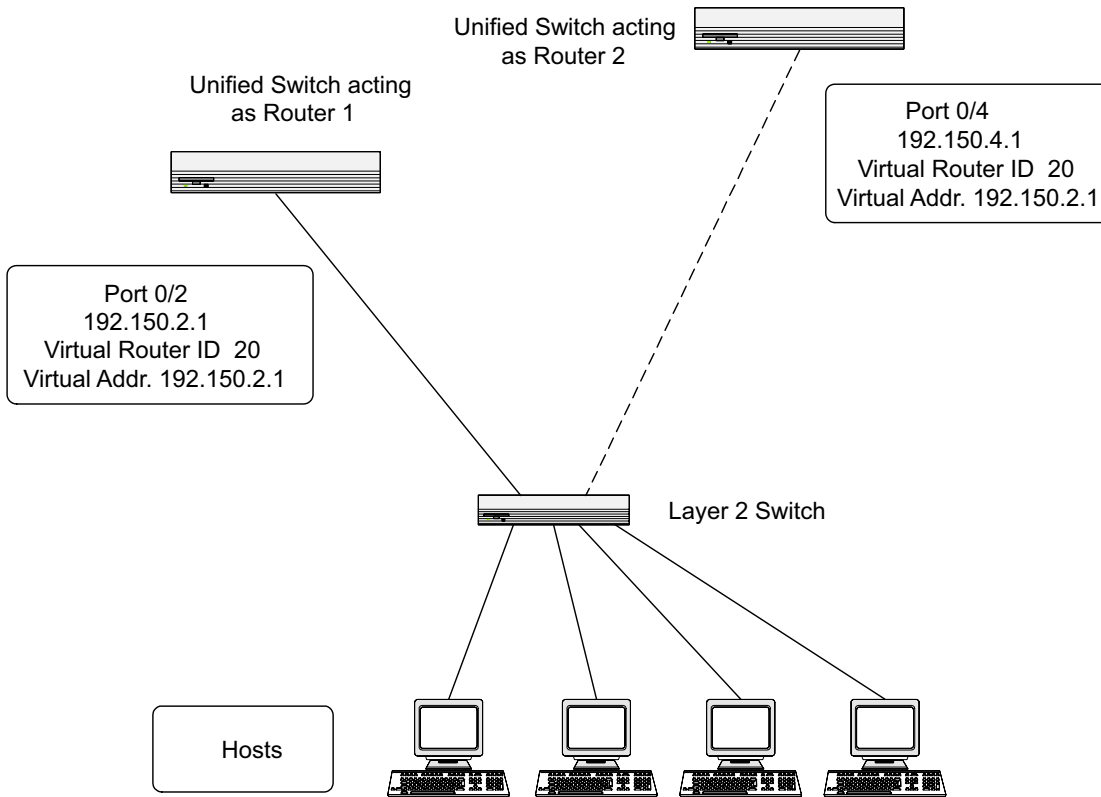 Unified Switch acting
as Router 2
Unified Switch acting
as Router 1
Port 0/4
192.150.4.1
Virtual Router ID 20
Virtual Addr. 192.150.2.1
Port 0/2
192.150.2.1
Virtual Router ID 20
Virtual Addr. 192.150.2.1
Layer 2 Switch
Hosts